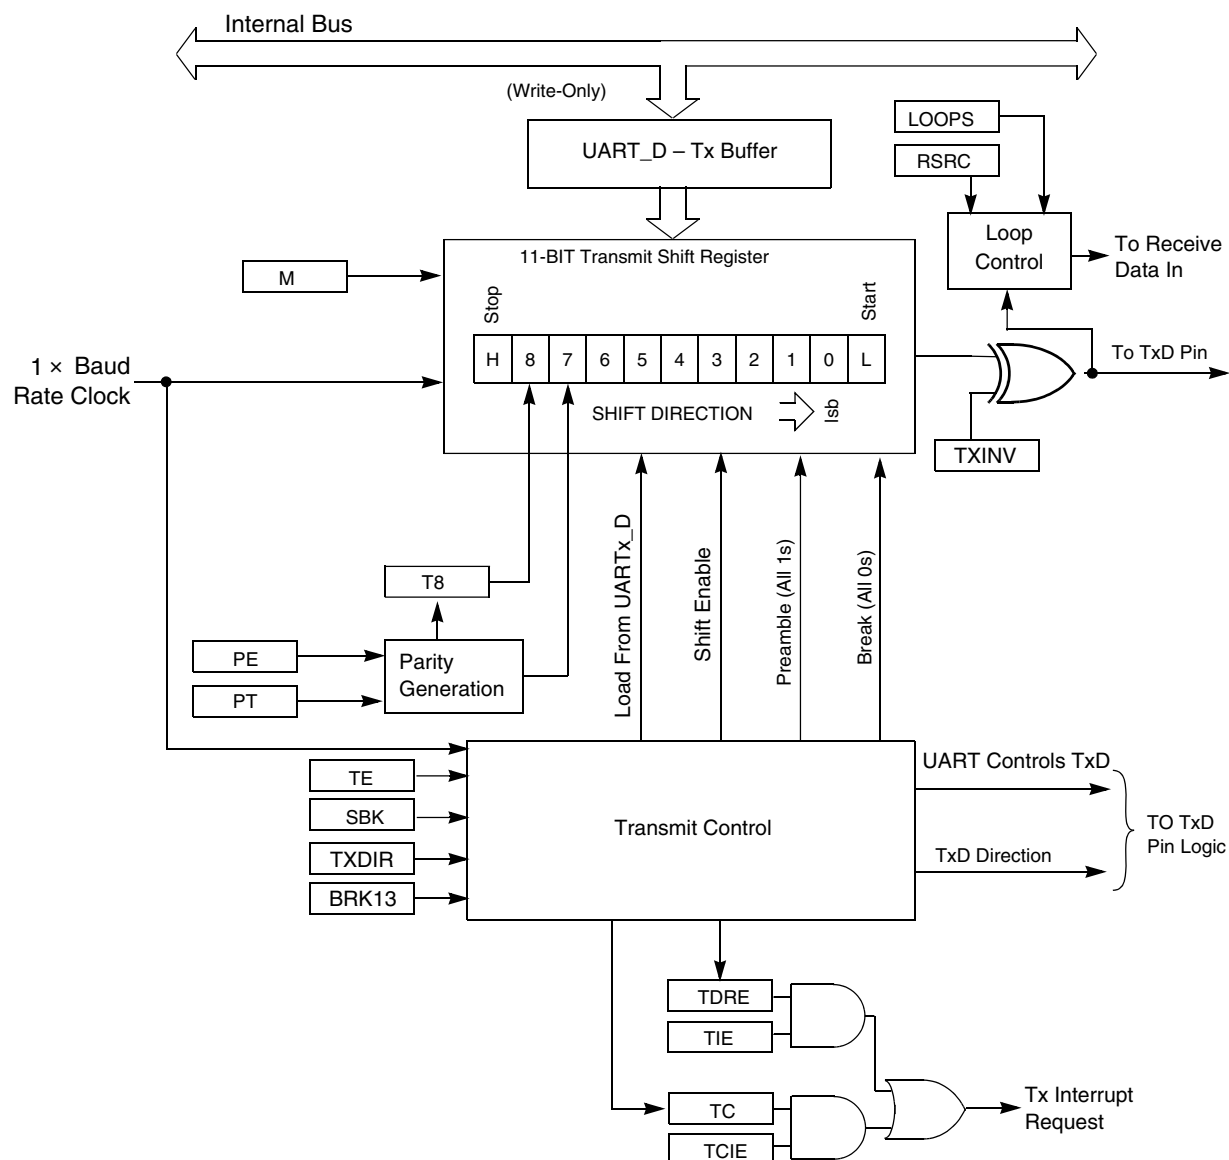 Internal Bus
(Write-Only)
UART_D – Tx Buffer
LOOPS
RSRC
Loop
Control
To Receive
Data In
11-BIT Transmit Shift Register
M
Stop
Start
H 8 7 6 5 4 3 2 1 0 L
1 × Baud
Rate Clock
To TxD Pin
SHIFT DIRECTION
lsb
TXINV
Load From UARTx_D
Shift Enable
Preamble (All 1s)
Break (All 0s)
T8
PE
PT
Parity
Generation
TE
SBK
TXDIR
BRK13
Transmit Control
UART Controls TxD
TxD Direction
TO TxD
Pin Logic
TDRE
TIE
TC
TCIE
Tx Interrupt
Request